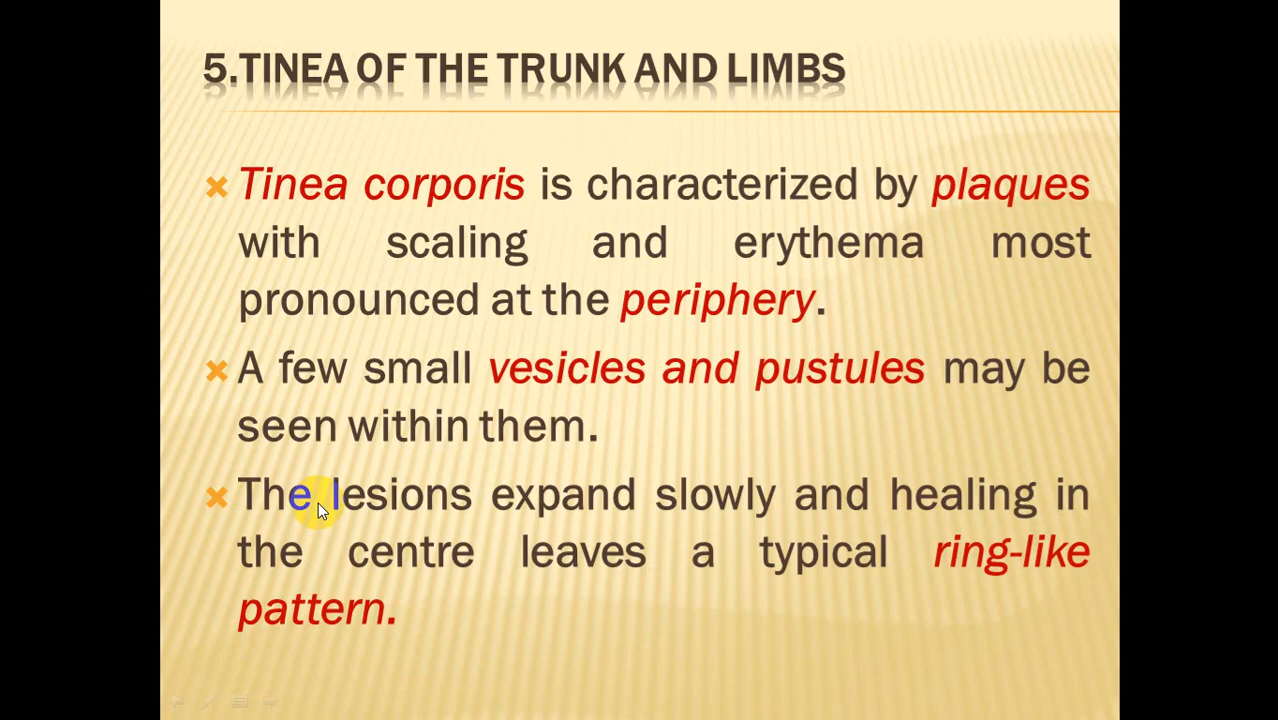 5.TINEA OF THE TRUNK AND LIMBS
Tinea corporis is characterized by plaques
with scaling and erythema most
pronounced at the periphery.
A few small vesicles and pustules may be
seen within them.
The lesions expand slowly and healing in
the centre leaves a typical ring-like
pattern.